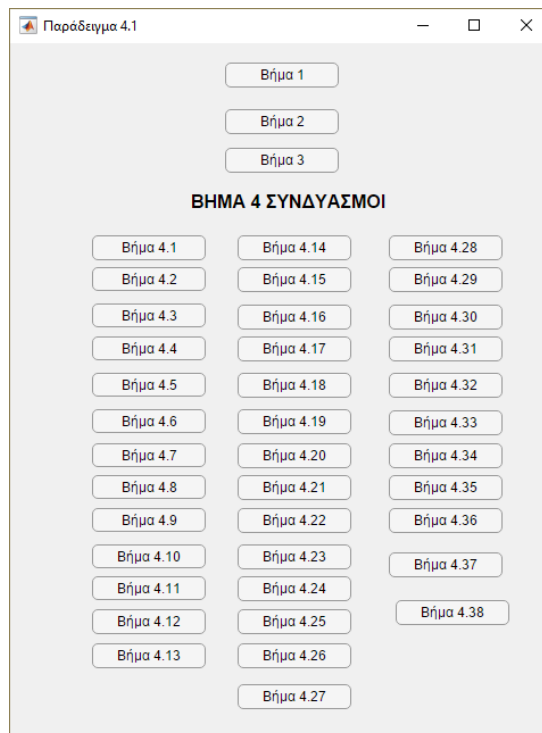 Παράδειγμα 4.1
Βήμα 1
Βήμα 2
Βήμα 3
ΒΗΜΑ 4 ΣΥΝΔΥΑΣΜΟΙ
Βήμα 4.1
Βήμα 4.2
Βήμα 4.3
Βήμα 4.4
Βήμα 4.5
Βήμα 4.6
Βήμα 4.7
Βήμα 4.8
Βήμα 4.9
Βήμα 4.10
Βήμα 4.11
Βήμα 4.12
Βήμα 4.13
Βήμα 4.14
Βήμα 4.15
Βήμα 4.16
Βήμα 4.17
Βήμα 4.18
Βήμα 4.19
Βήμα 4.20
Βήμα 4.21
Βήμα 4.22
Βήμα 4.23
Βήμα 4.24
Βήμα 4.25
Βήμα 4.26
Βήμα 4.27
Βήμα 4.28
Βήμα 4.29
Βήμα 4.30
Βήμα 4.31
Βήμα 4.32
Βήμα 4.33
Βήμα 4.34
Βήμα 4.35
Βήμα 4.36
Βήμα 4.37
Βήμα 4.38